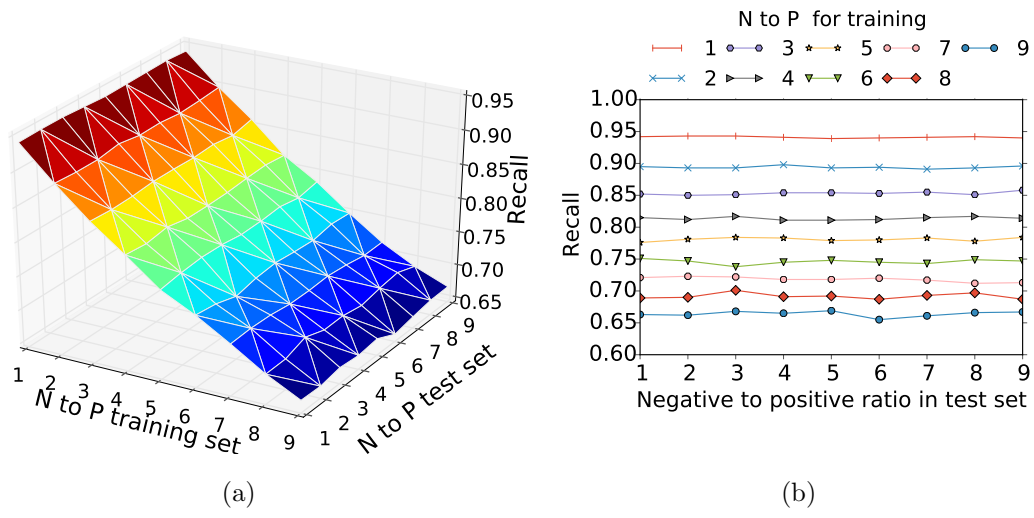 0.95
0.90
0.85
0.80
0.75
0.70
0.65
Recall
1 2 3 4 5 6 7 8 9
N to P training set
1 2 3 4 5 6 7 8 9
N to P test set
(a)
N to P for training
1 3 5 7 9
2 4 6 8
1.00
0.95
0.90
0.85
0.80
0.75
0.70
0.65
0.60
Recall
1 2 3 4 5 6 7 8 9
Negative to positive ratio in test set
(b)